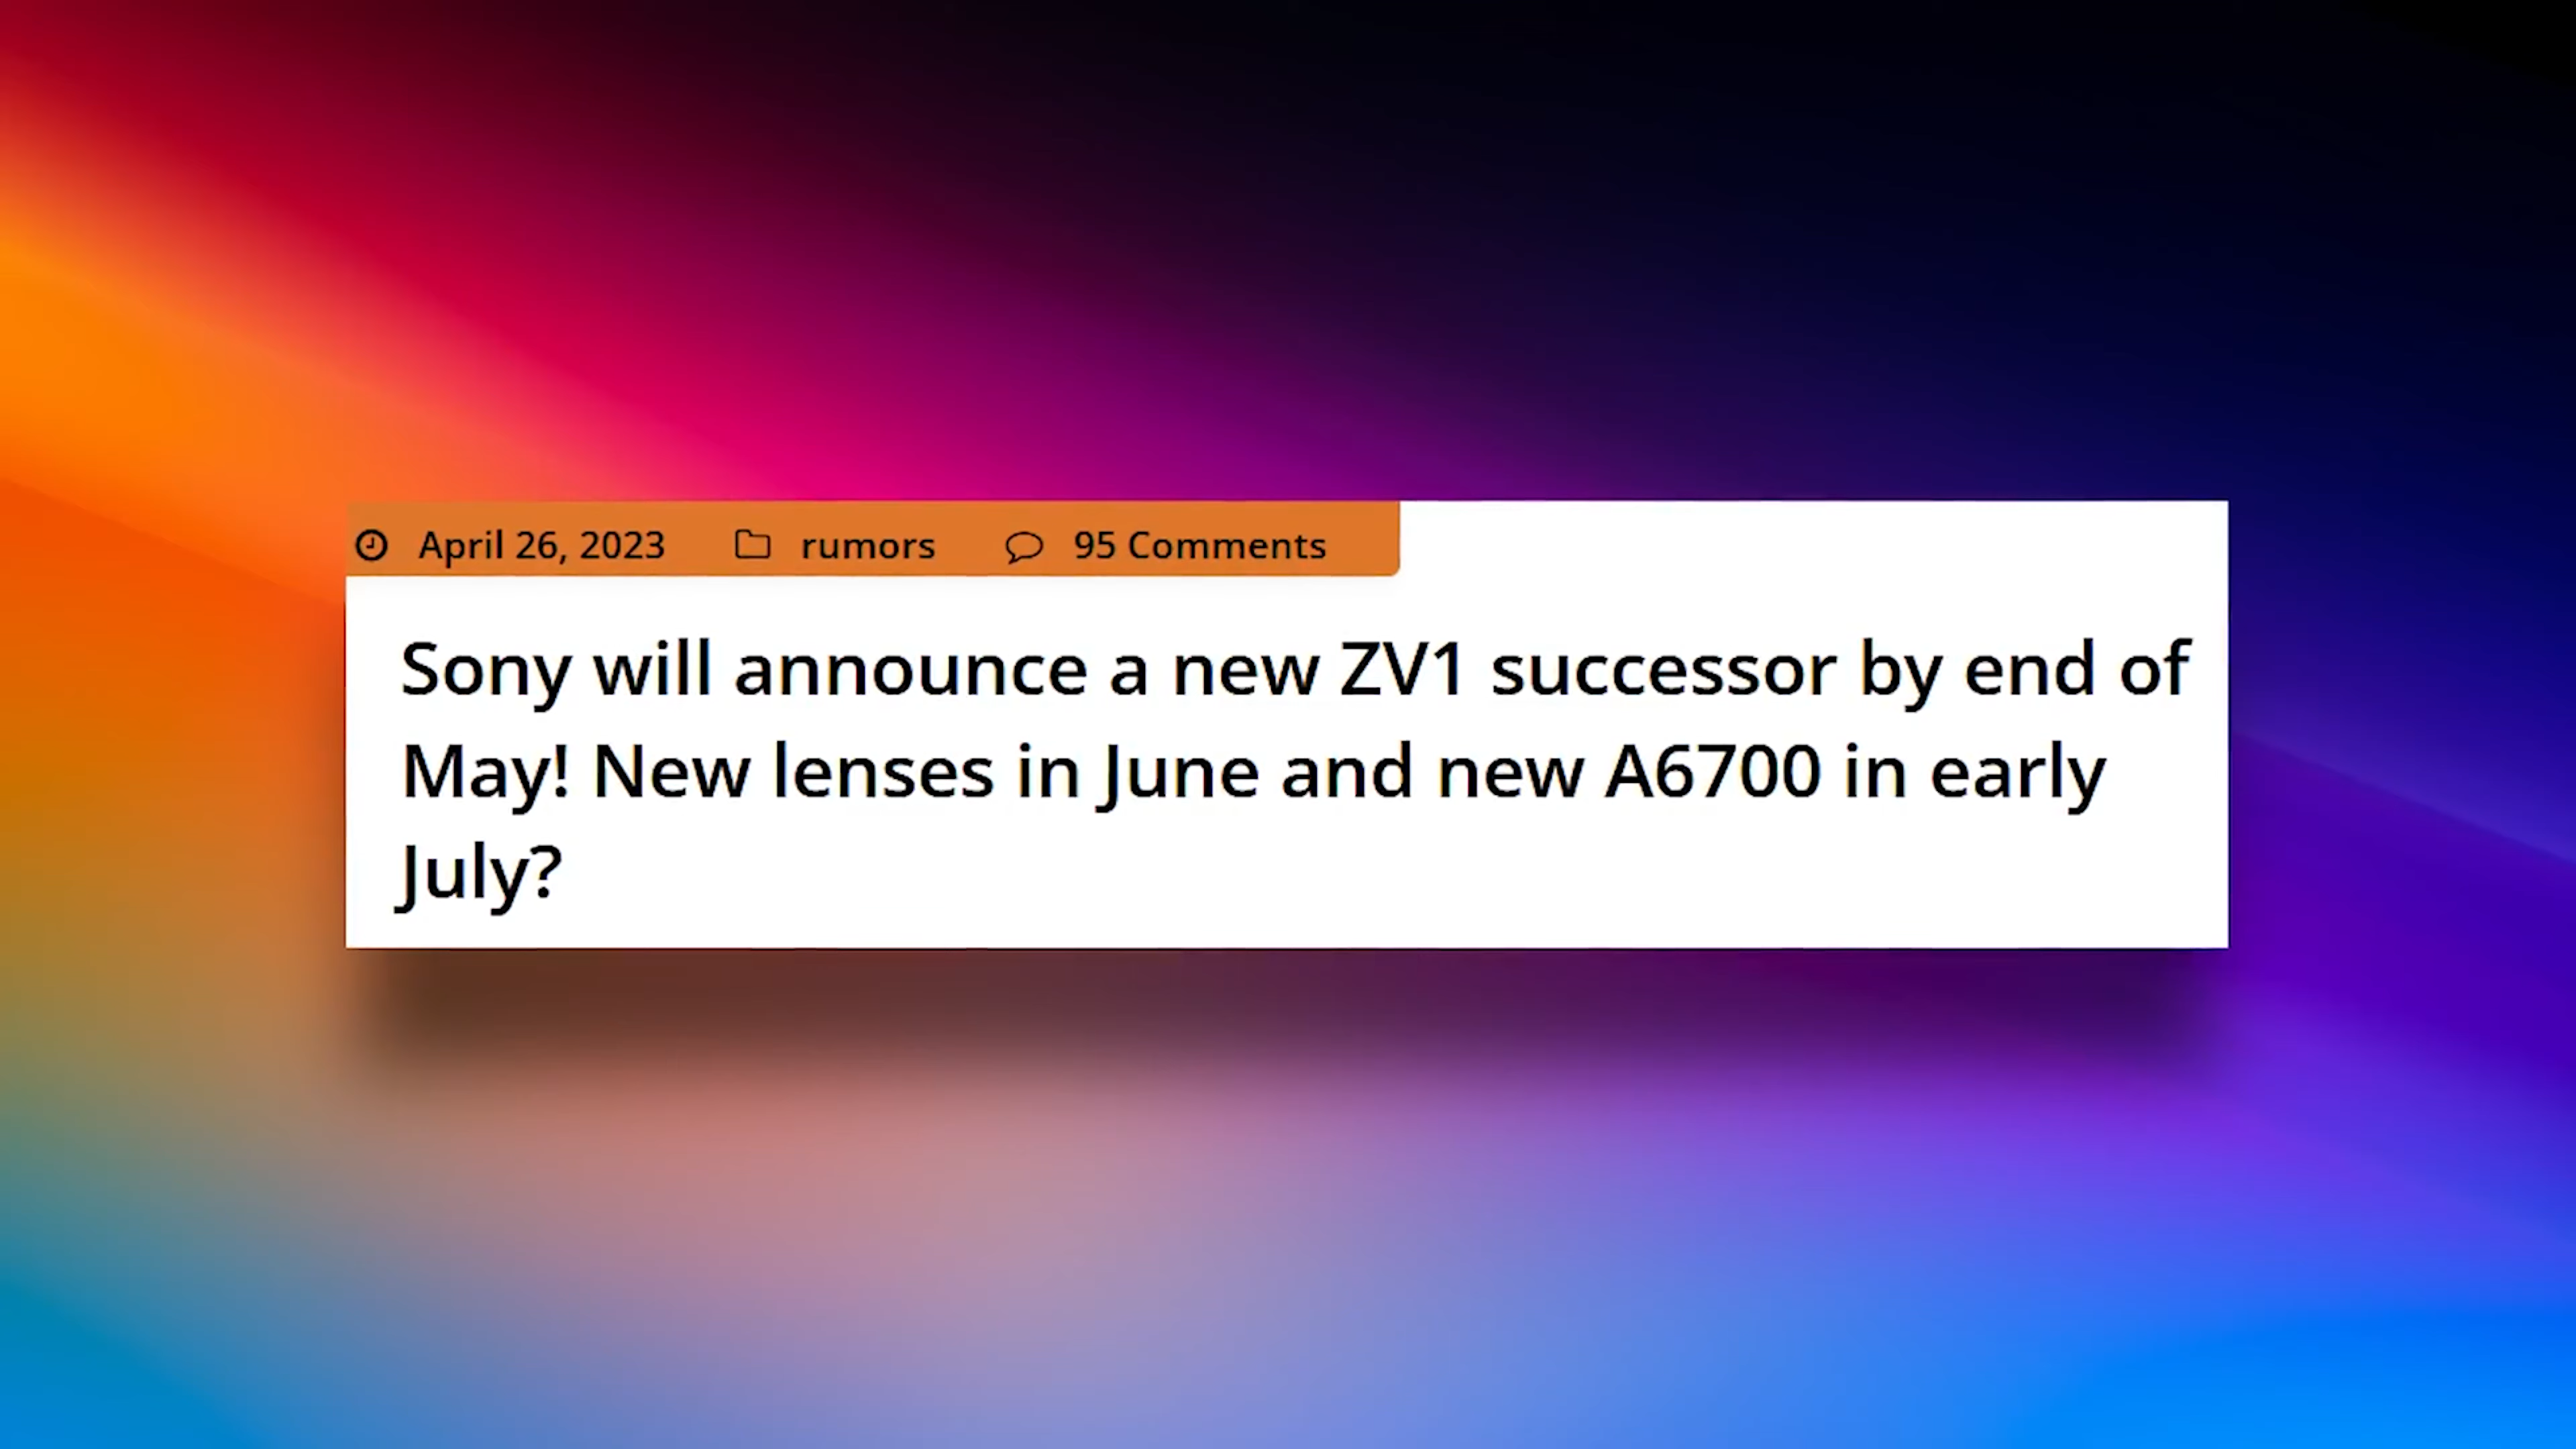 April 26, 2023 rumors 95 Comments
Sony will announce a new ZV1 successor by end of
May! New lenses in June and new A6700 in early
July?